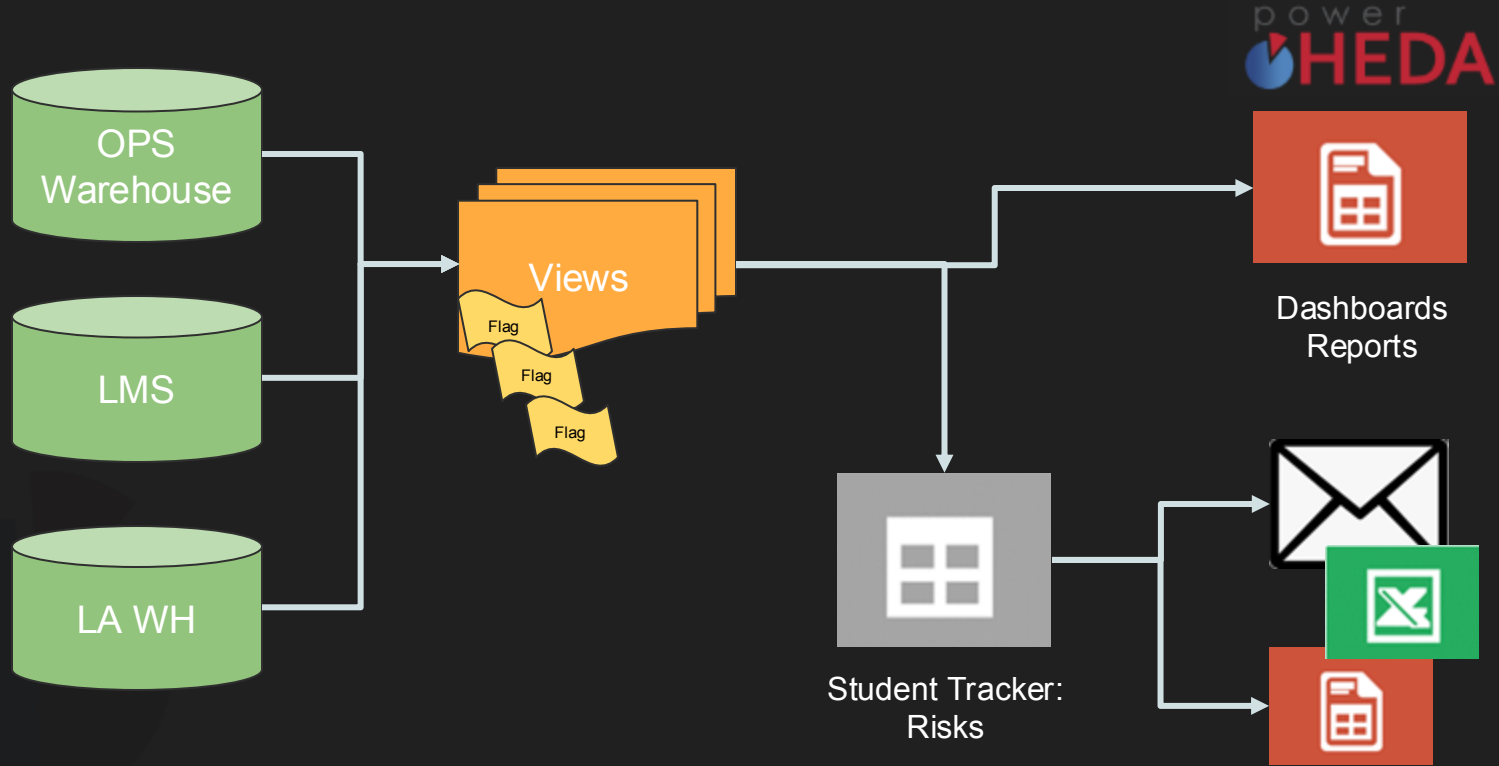 power
HEDA
OPS
Warehouse
Views
Flag
Flag
Flag
LMS
LA WH
Dashboards
Reports
Student Tracker:
Risks